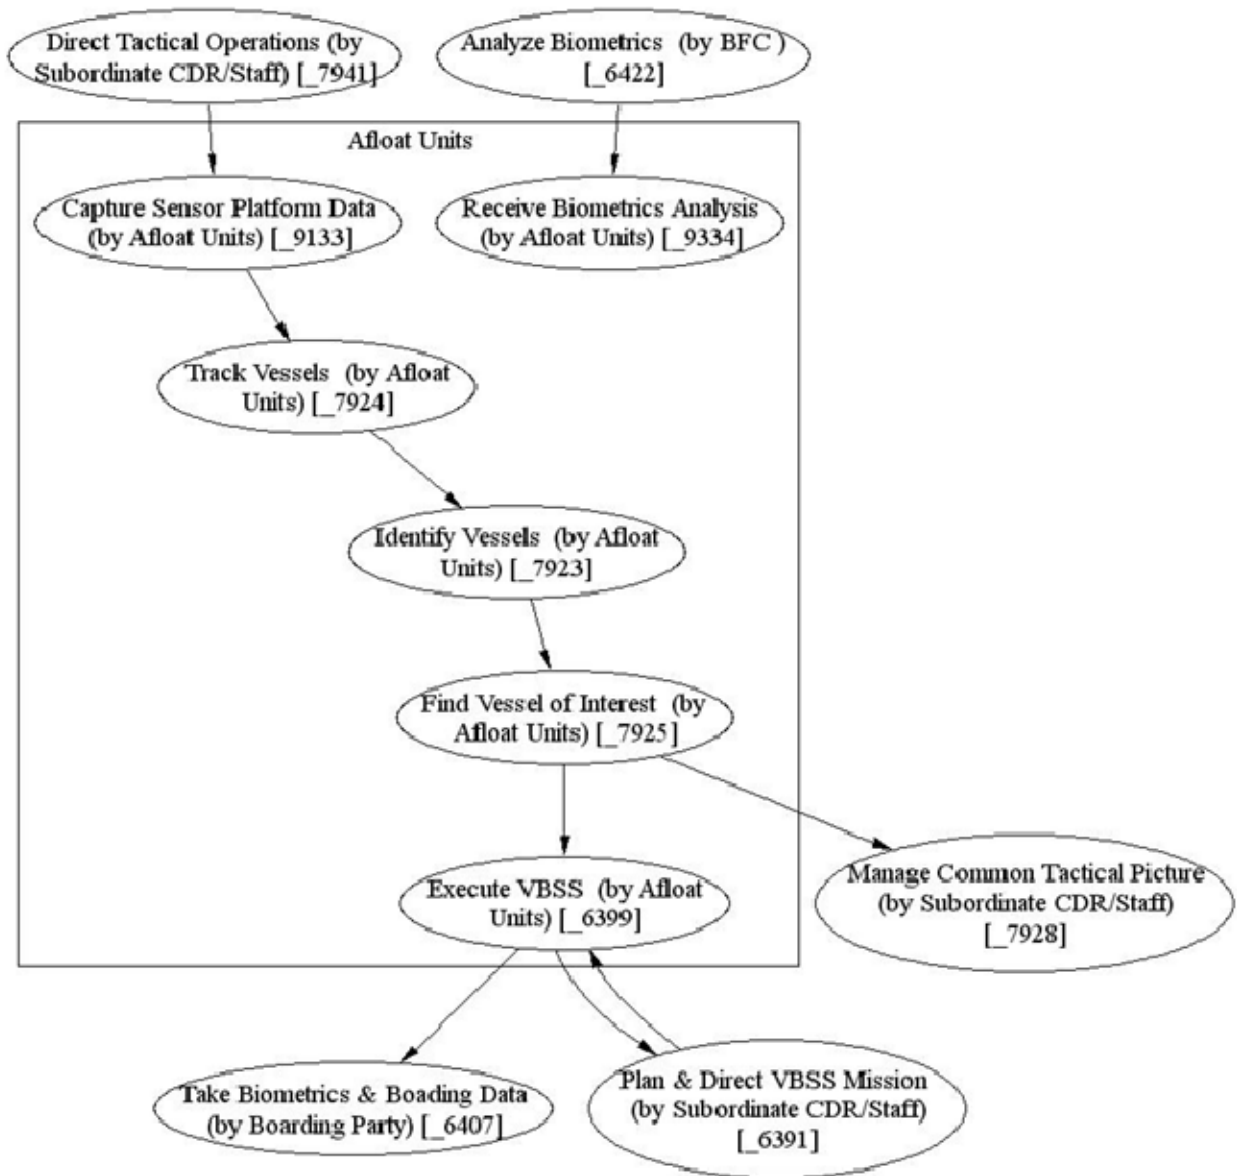 Direct Tactical Operations (by
Subordinate CDR/Staff) [_7941]
Analyze Biometrics (by BFC )
[_6422]
Afloat Units
Capture Sensor Platform Data
(by Afloat Units) [_9133]
Receive Biometrics Analysis
(by Afloat Units) [_9334]
Track Vessels (by Afloat
Units) [_7924]
Identify Vessels (by Afloat
Units) [_7923]
Find Vessel of Interest (by
Afloat Units) [_7925]
Execute VBSS (by Afloat
Units) [_6399]
Manage Common Tactical Picture
(by Subordinate CDR/Staff)
[_7928]
Take Biometrics & Boading Data
(by Boarding Party) [_6407]
Plan & Direct VBSS Mission
(by Subordinate CDR/Staff)
[_6391]